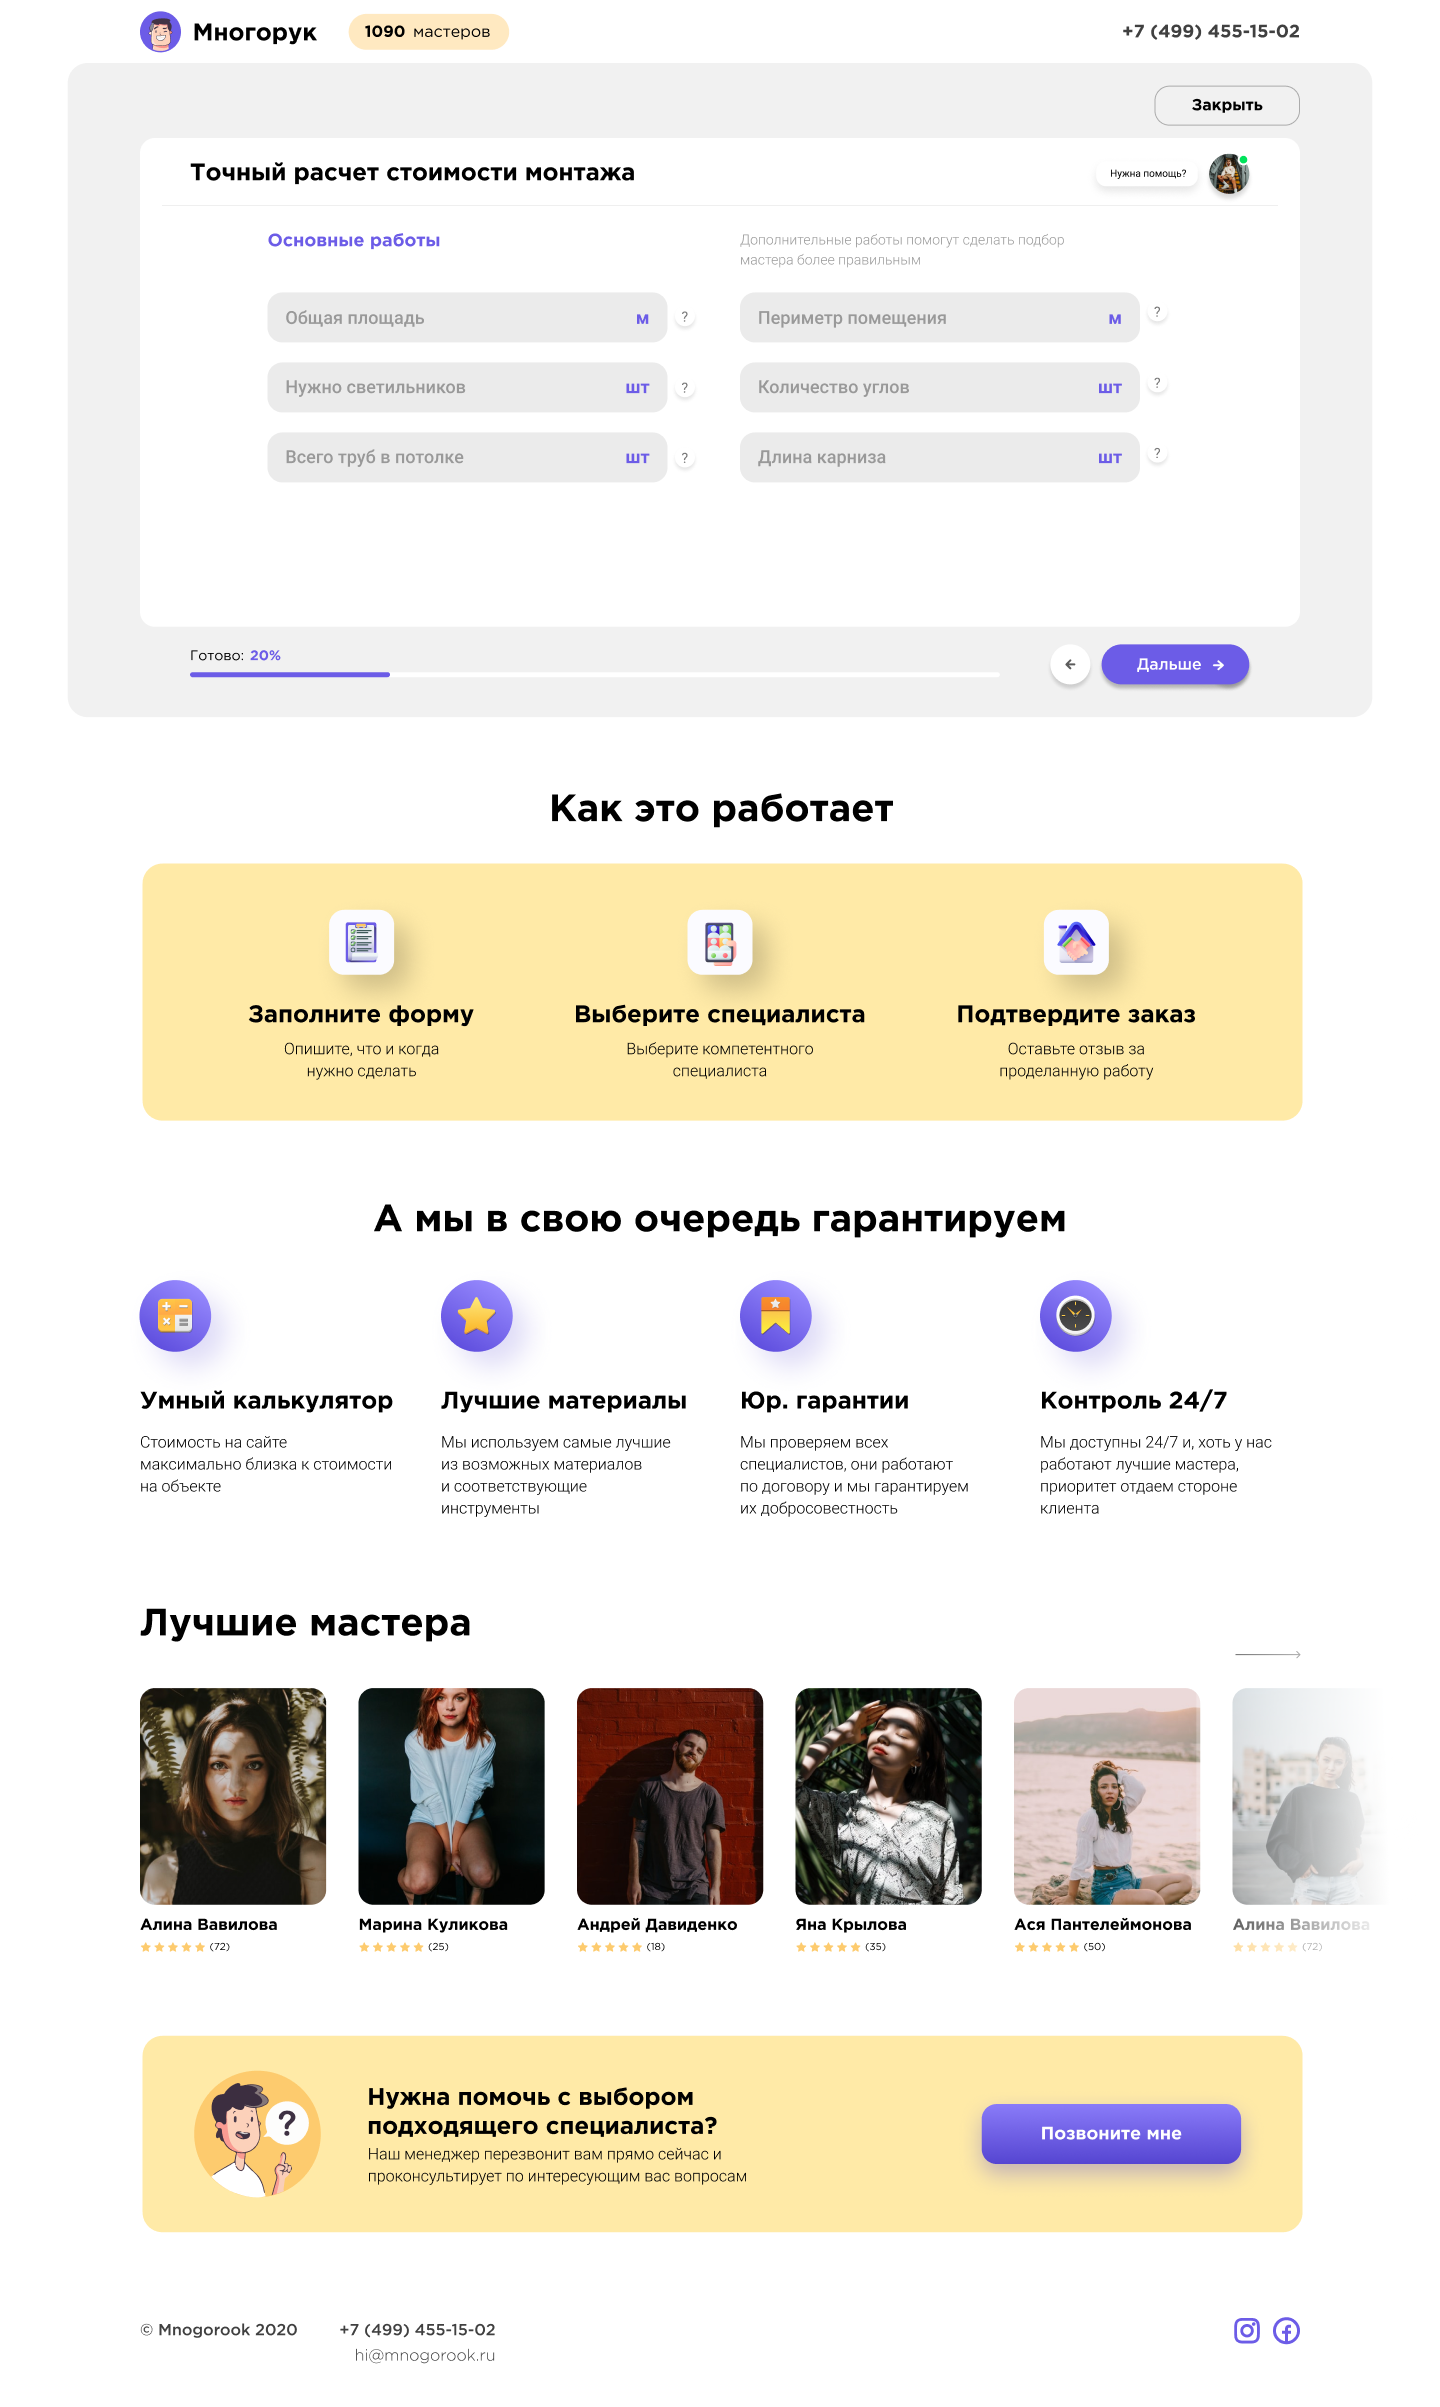 Многорук
1090 мастеров
+7 (499) 455-15-02
Закрыть
Точный расчет стоимости монтажа
Нужна помощь?
Основные работы
Дополнительные работы помогут сделать подбор
мастера более правильным
Общая площадь м ?
Периметр помещения м ?
Нужно светильников шт ?
Количество углов шт ?
Всего труб в потолке шт ?
Длина карниза шт ?
Готово: 20%
Дальше
Как это работает
Заполните форму
Опишите, что и когда
нужно сделать
Выберите специалиста
Выберите компетентного
специалиста
Подтвердите заказ
Оставьте отзыв за
проделанную работу
А мы в свою очередь гарантируем
Умный калькулятор
Стоимость на сайте
максимально близка к стоимости
на объекте
Лучшие материалы
Мы используем самые лучшие
из возможных материалов
и соответствующие
инструменты
Юр. гарантии
Мы проверяем всех
специалистов, они работают
по договору и мы гарантируем
их добросовестность
Контроль 24/7
Мы доступны 24/7 и, хоть у нас
работают лучшие мастера,
приоритет отдаем стороне
клиента
Лучшие мастера
Алина Вавилова
(72)
Марина Куликова
(25)
Андрей Давиденко
(18)
Яна Крылова
(35)
Ася Пантелеймонова
(50)
Алина Вавилова
(72)
?
Нужна помочь с выбором
подходящего специалиста?
Наш менеджер перезвонит вам прямо сейчас и
проконсультирует по интересующим вас вопросам
Позвоните мне
© Mnogorook 2020
+7 (499) 455-15-02
hi@mnogorook.ru